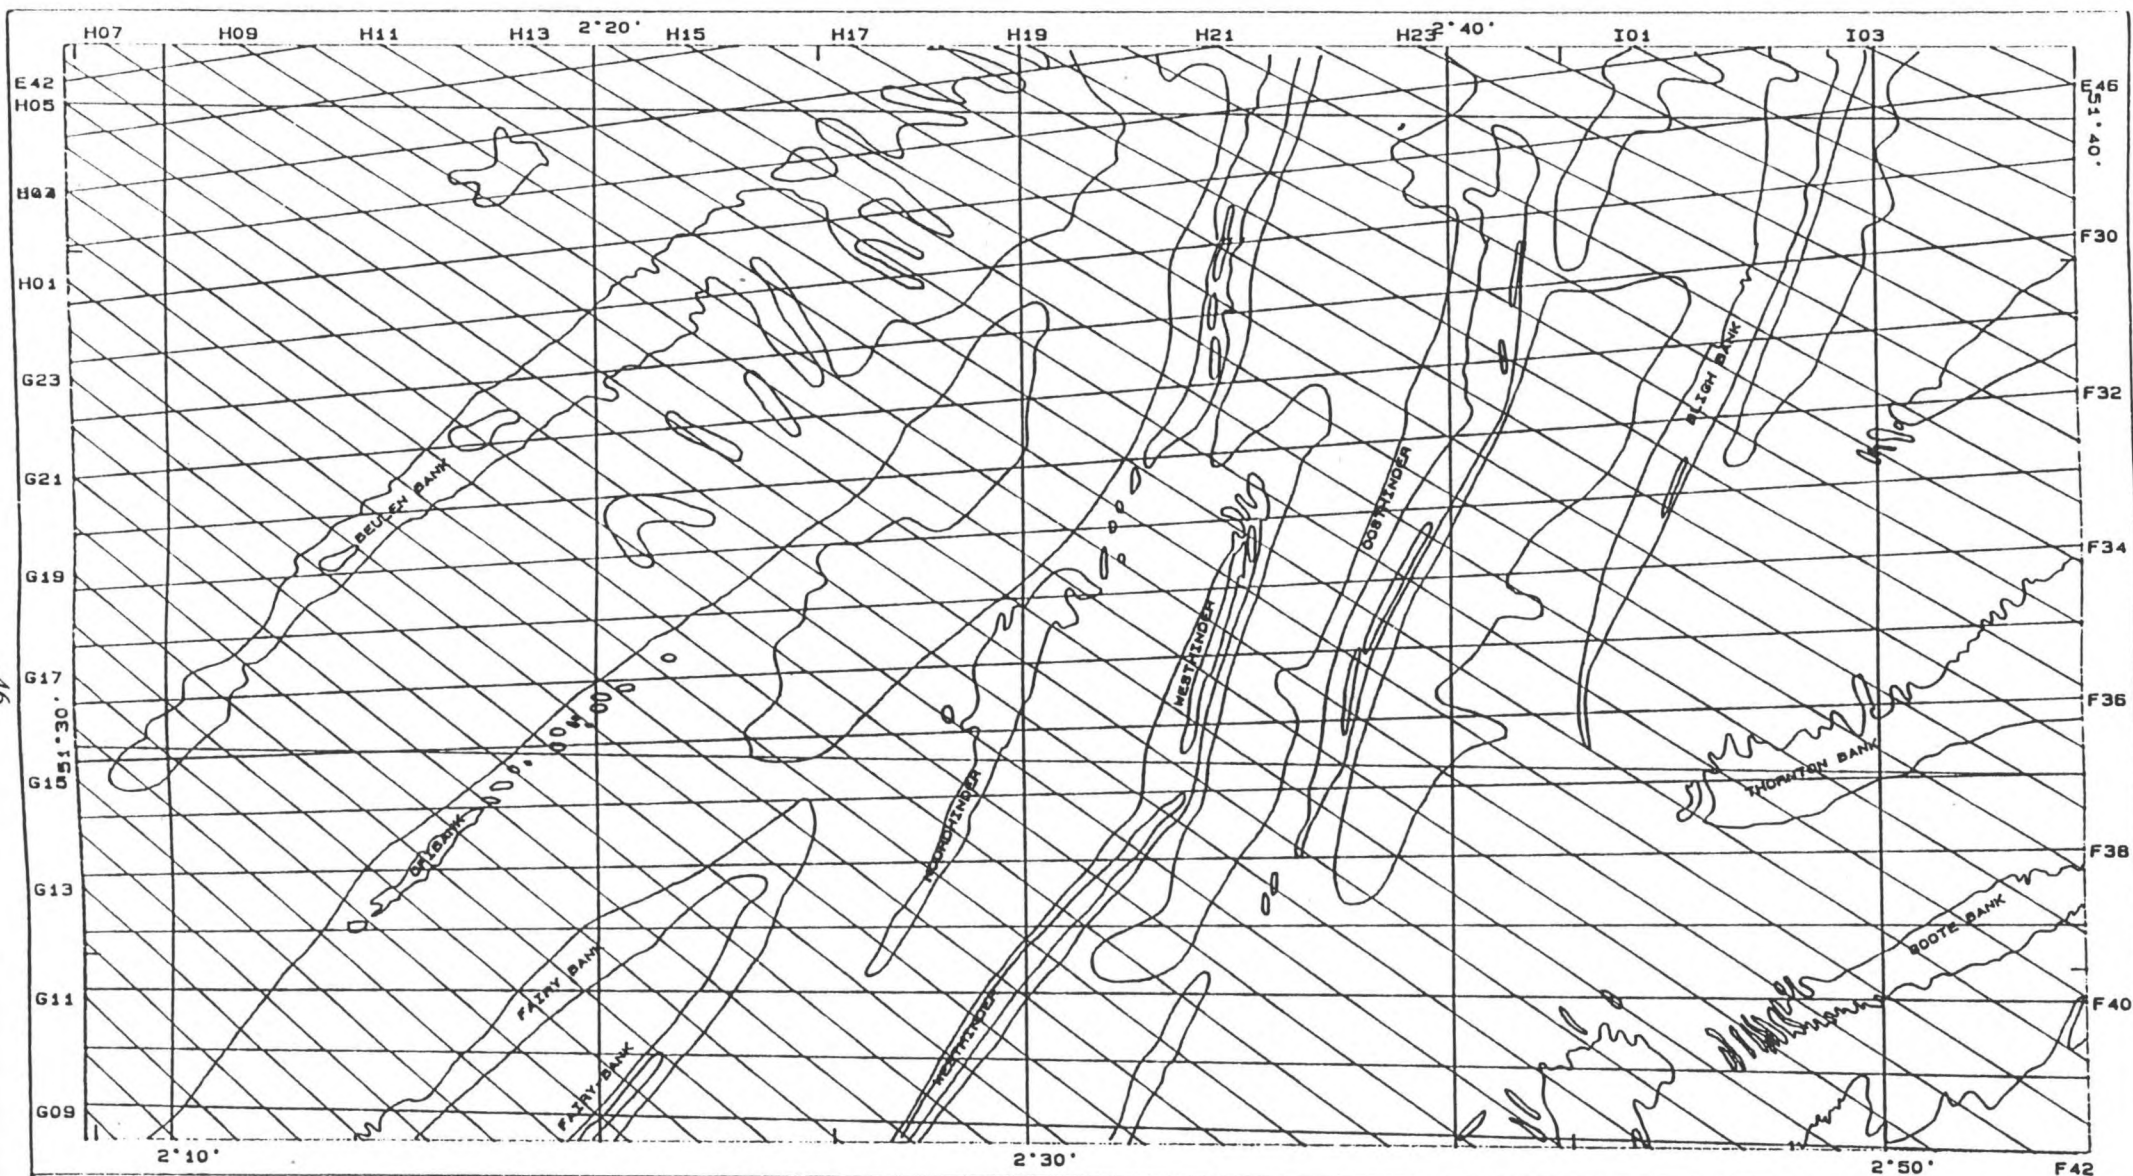 H07 H09 H11 H13 2°20' H15 H17 H19 H21 H23 2°40' I01 I03
E42
E46
H05
51°40'
H01
F30
G23
F32
BLIGH BANK
G21
BEULEN BANK
OOSTHINDER
F34
G19
WESTHINDER
G17
F36
51°30'
G15
THORNTON BANK
NOORDHINDER
F38
G13
FAIRY BANK
GOOTE BANK
G11
F40
WESTHINDER
FAIRY-BANK
G09
2°10' 2°30' 2°50' F42